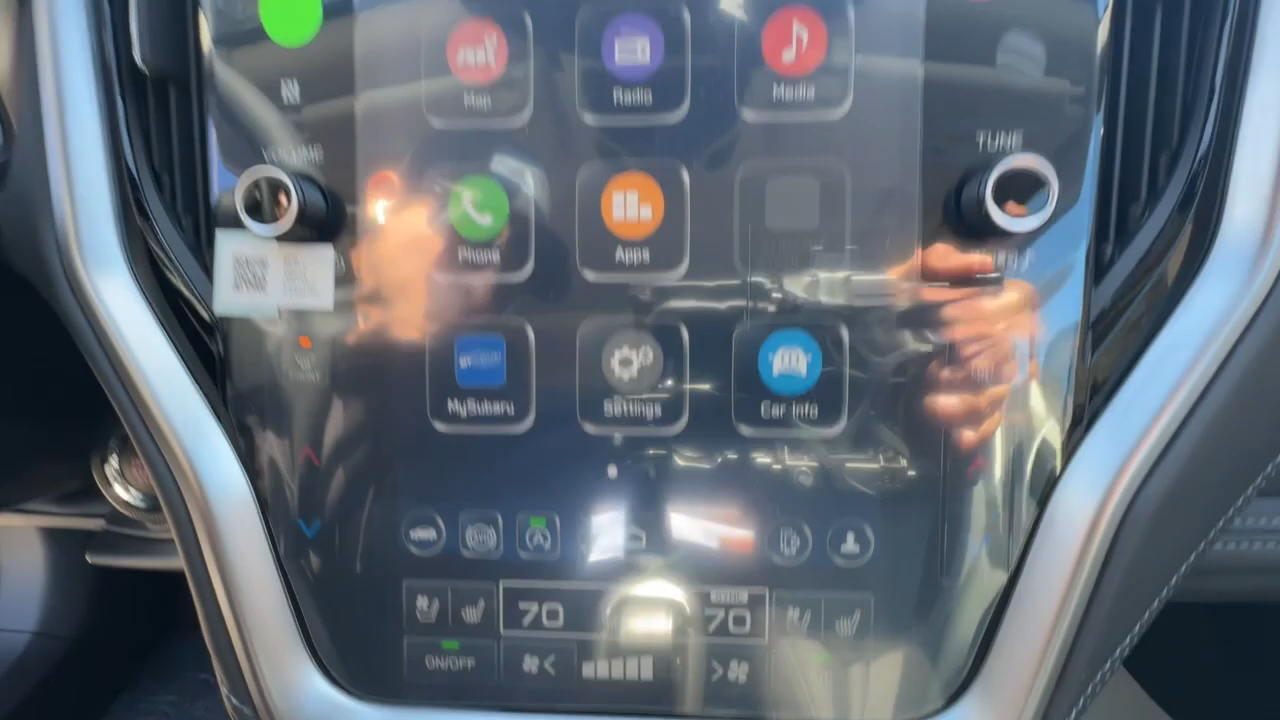 Map
Radio
Media
VOLUME
TUNE
Phone
Apps
MySubaru
Settings
Car Info
70
70
ON/OFF